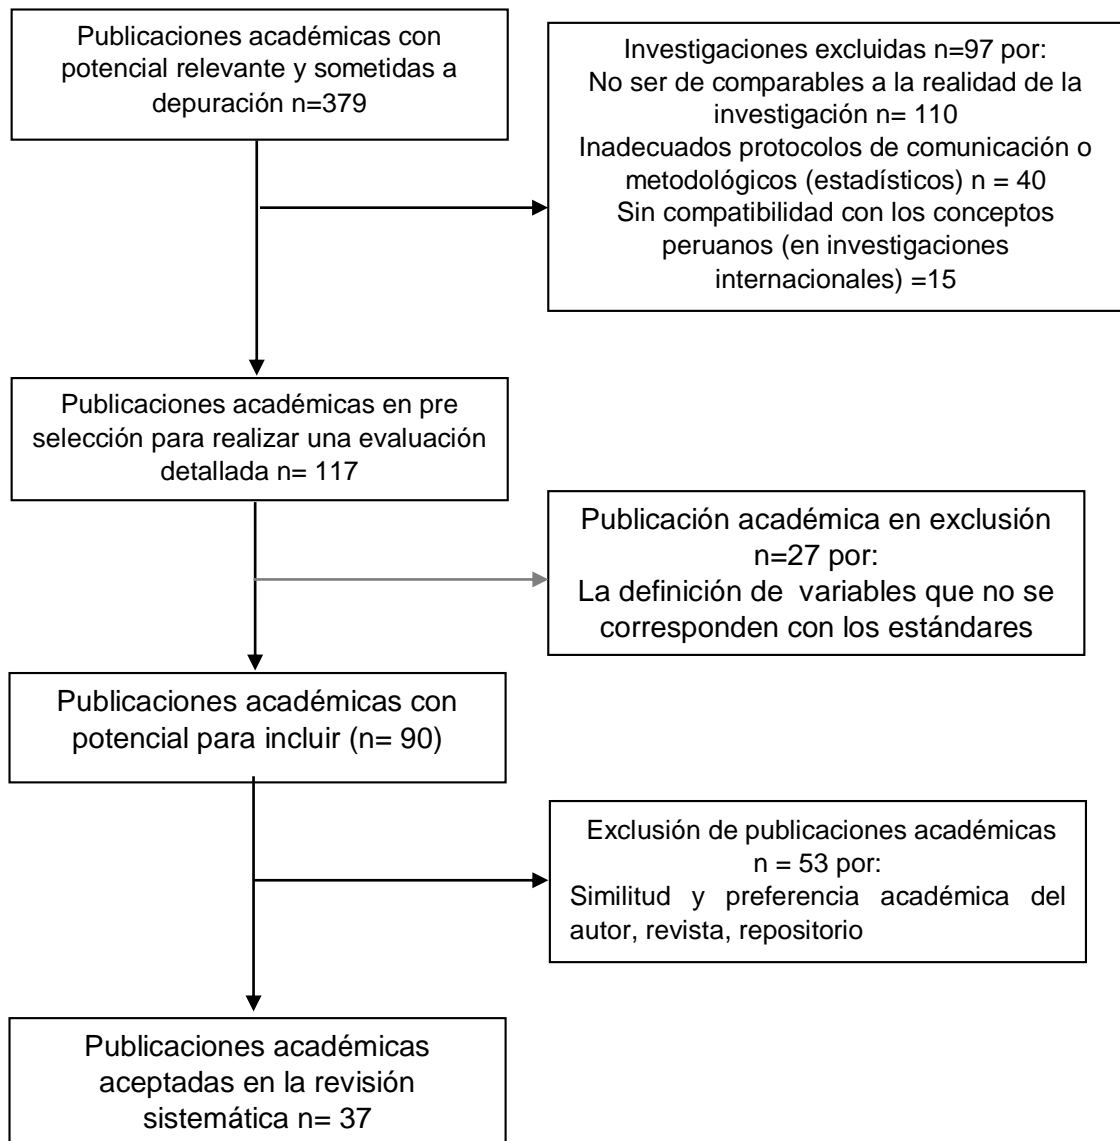 Publicaciones académicas con
potencial relevante y sometidas a
depuración n=379
Investigaciones excluidas n=97 por:
No ser de comparables a la realidad de la
investigación n= 110
Inadecuados protocolos de comunicación o
metodológicos (estadísticos) n = 40
Sin compatibilidad con los conceptos
peruanos (en investigaciones
internacionales) =15
Publicaciones académicas en pre
selección para realizar una evaluación
detallada n= 117
Publicación académica en exclusión
n=27 por:
La definición de variables que no se
corresponden con los estándares
Publicaciones académicas con
potencial para incluir (n= 90)
Exclusión de publicaciones académicas
n = 53 por:
Similitud y preferencia académica del
autor, revista, repositorio
Publicaciones académicas
aceptadas en la revisión
sistemática n= 37